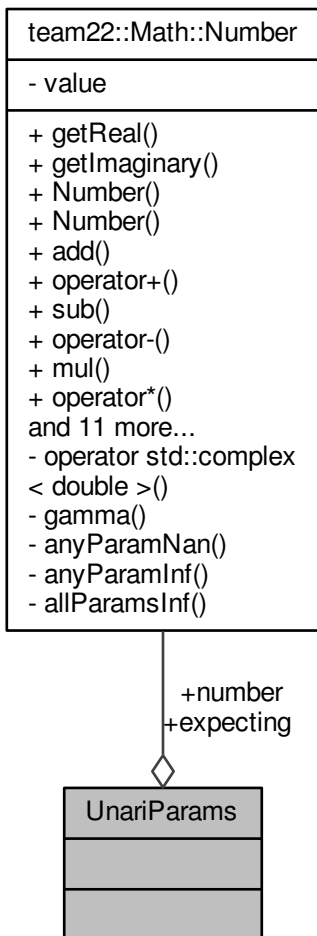 team22::Math::Number
- value
+ getReal()
+ getImaginary()
+ Number()
+ Number()
+ add()
+ operator+()
+ sub()
+ operator-()
+ mul()
+ operator*()
and 11 more...
- operator std::complex
< double >()
- gamma()
- anyParamNan()
- anyParamInf()
- allParamsInf()
+number
+expecting
UnariParams